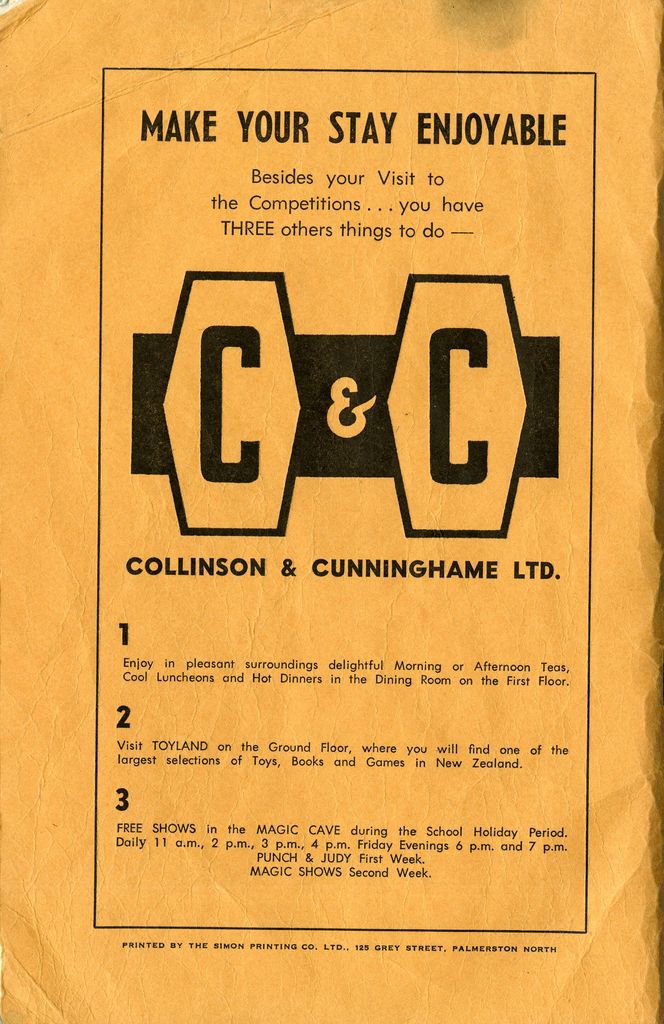 MAKE YOUR STAY ENJOYABLE
Besides your Visit to
the Competitions . . . you have
THREE others things to do —
C & C
COLLINSON & CUNNINGHAME LTD.
1
Enjoy in pleasant surroundings delightful Morning or Afternoon Teas,
Cool Luncheons and Hot Dinners in the Dining Room on the First Floor.
2
Visit TOYLAND on the Ground Floor, where you will find one of the
largest selections of Toys, Books and Games in New Zealand.
3
FREE SHOWS in the MAGIC CAVE during the School Holiday Period.
Daily 11 a.m., 2 p.m., 3 p.m., 4 p.m. Friday Evenings 6 p.m. and 7 p.m.
PUNCH & JUDY First Week.
MAGIC SHOWS Second Week.
PRINTED BY THE SIMON PRINTING CO. LTD., 125 GREY STREET, PALMERSTON NORTH